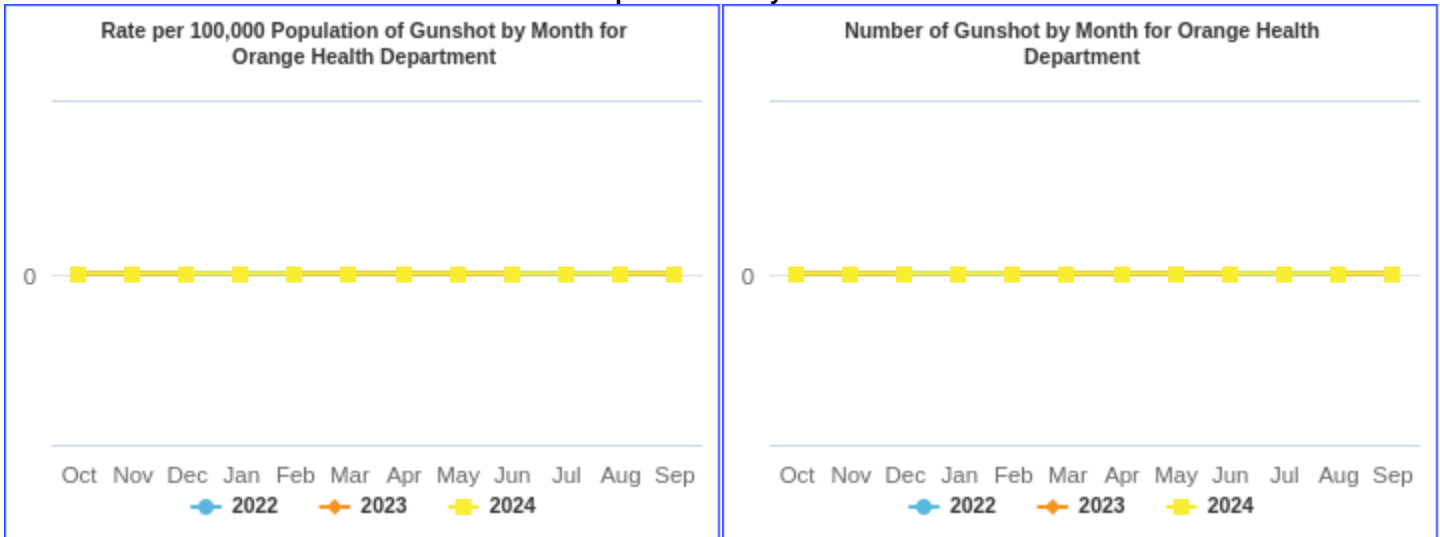 Rate per 100,000 Population of Gunshot by Month for
Orange Health Department
0
Oct Nov Dec Jan Feb Mar Apr May Jun Jul Aug Sep
2022 2023 2024
Number of Gunshot by Month for Orange Health
Department
0
Oct Nov Dec Jan Feb Mar Apr May Jun Jul Aug Sep
2022 2023 2024